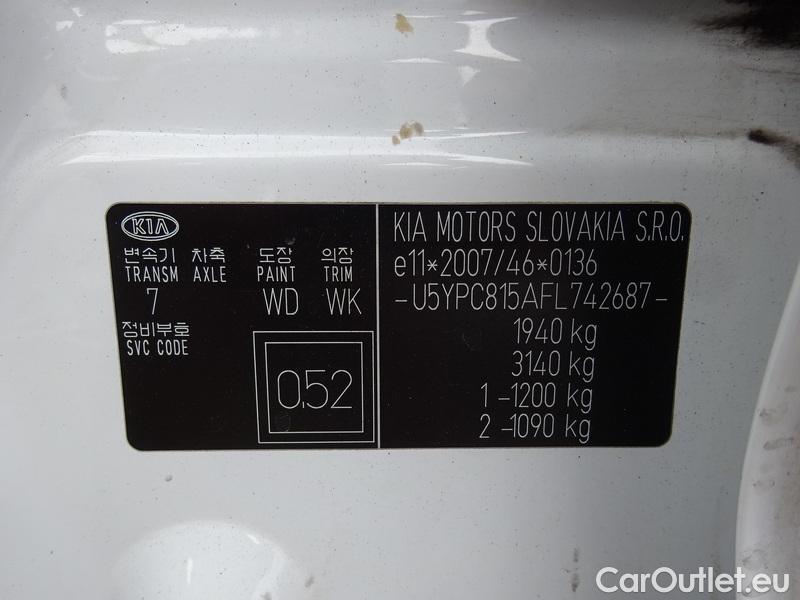 KIA
변속기 차축 도장 의장
TRANSM AXLE PAINT TRIM
7 WD WK
정비부호
SVC CODE
0.52
KIA MOTORS SLOVAKIA S.R.O.
e11*2007/46*0136
-U5YPC815AFL742687-
1940 kg
3140 kg
1 -1200 kg
2 -1090 kg
CarOutlet.eu